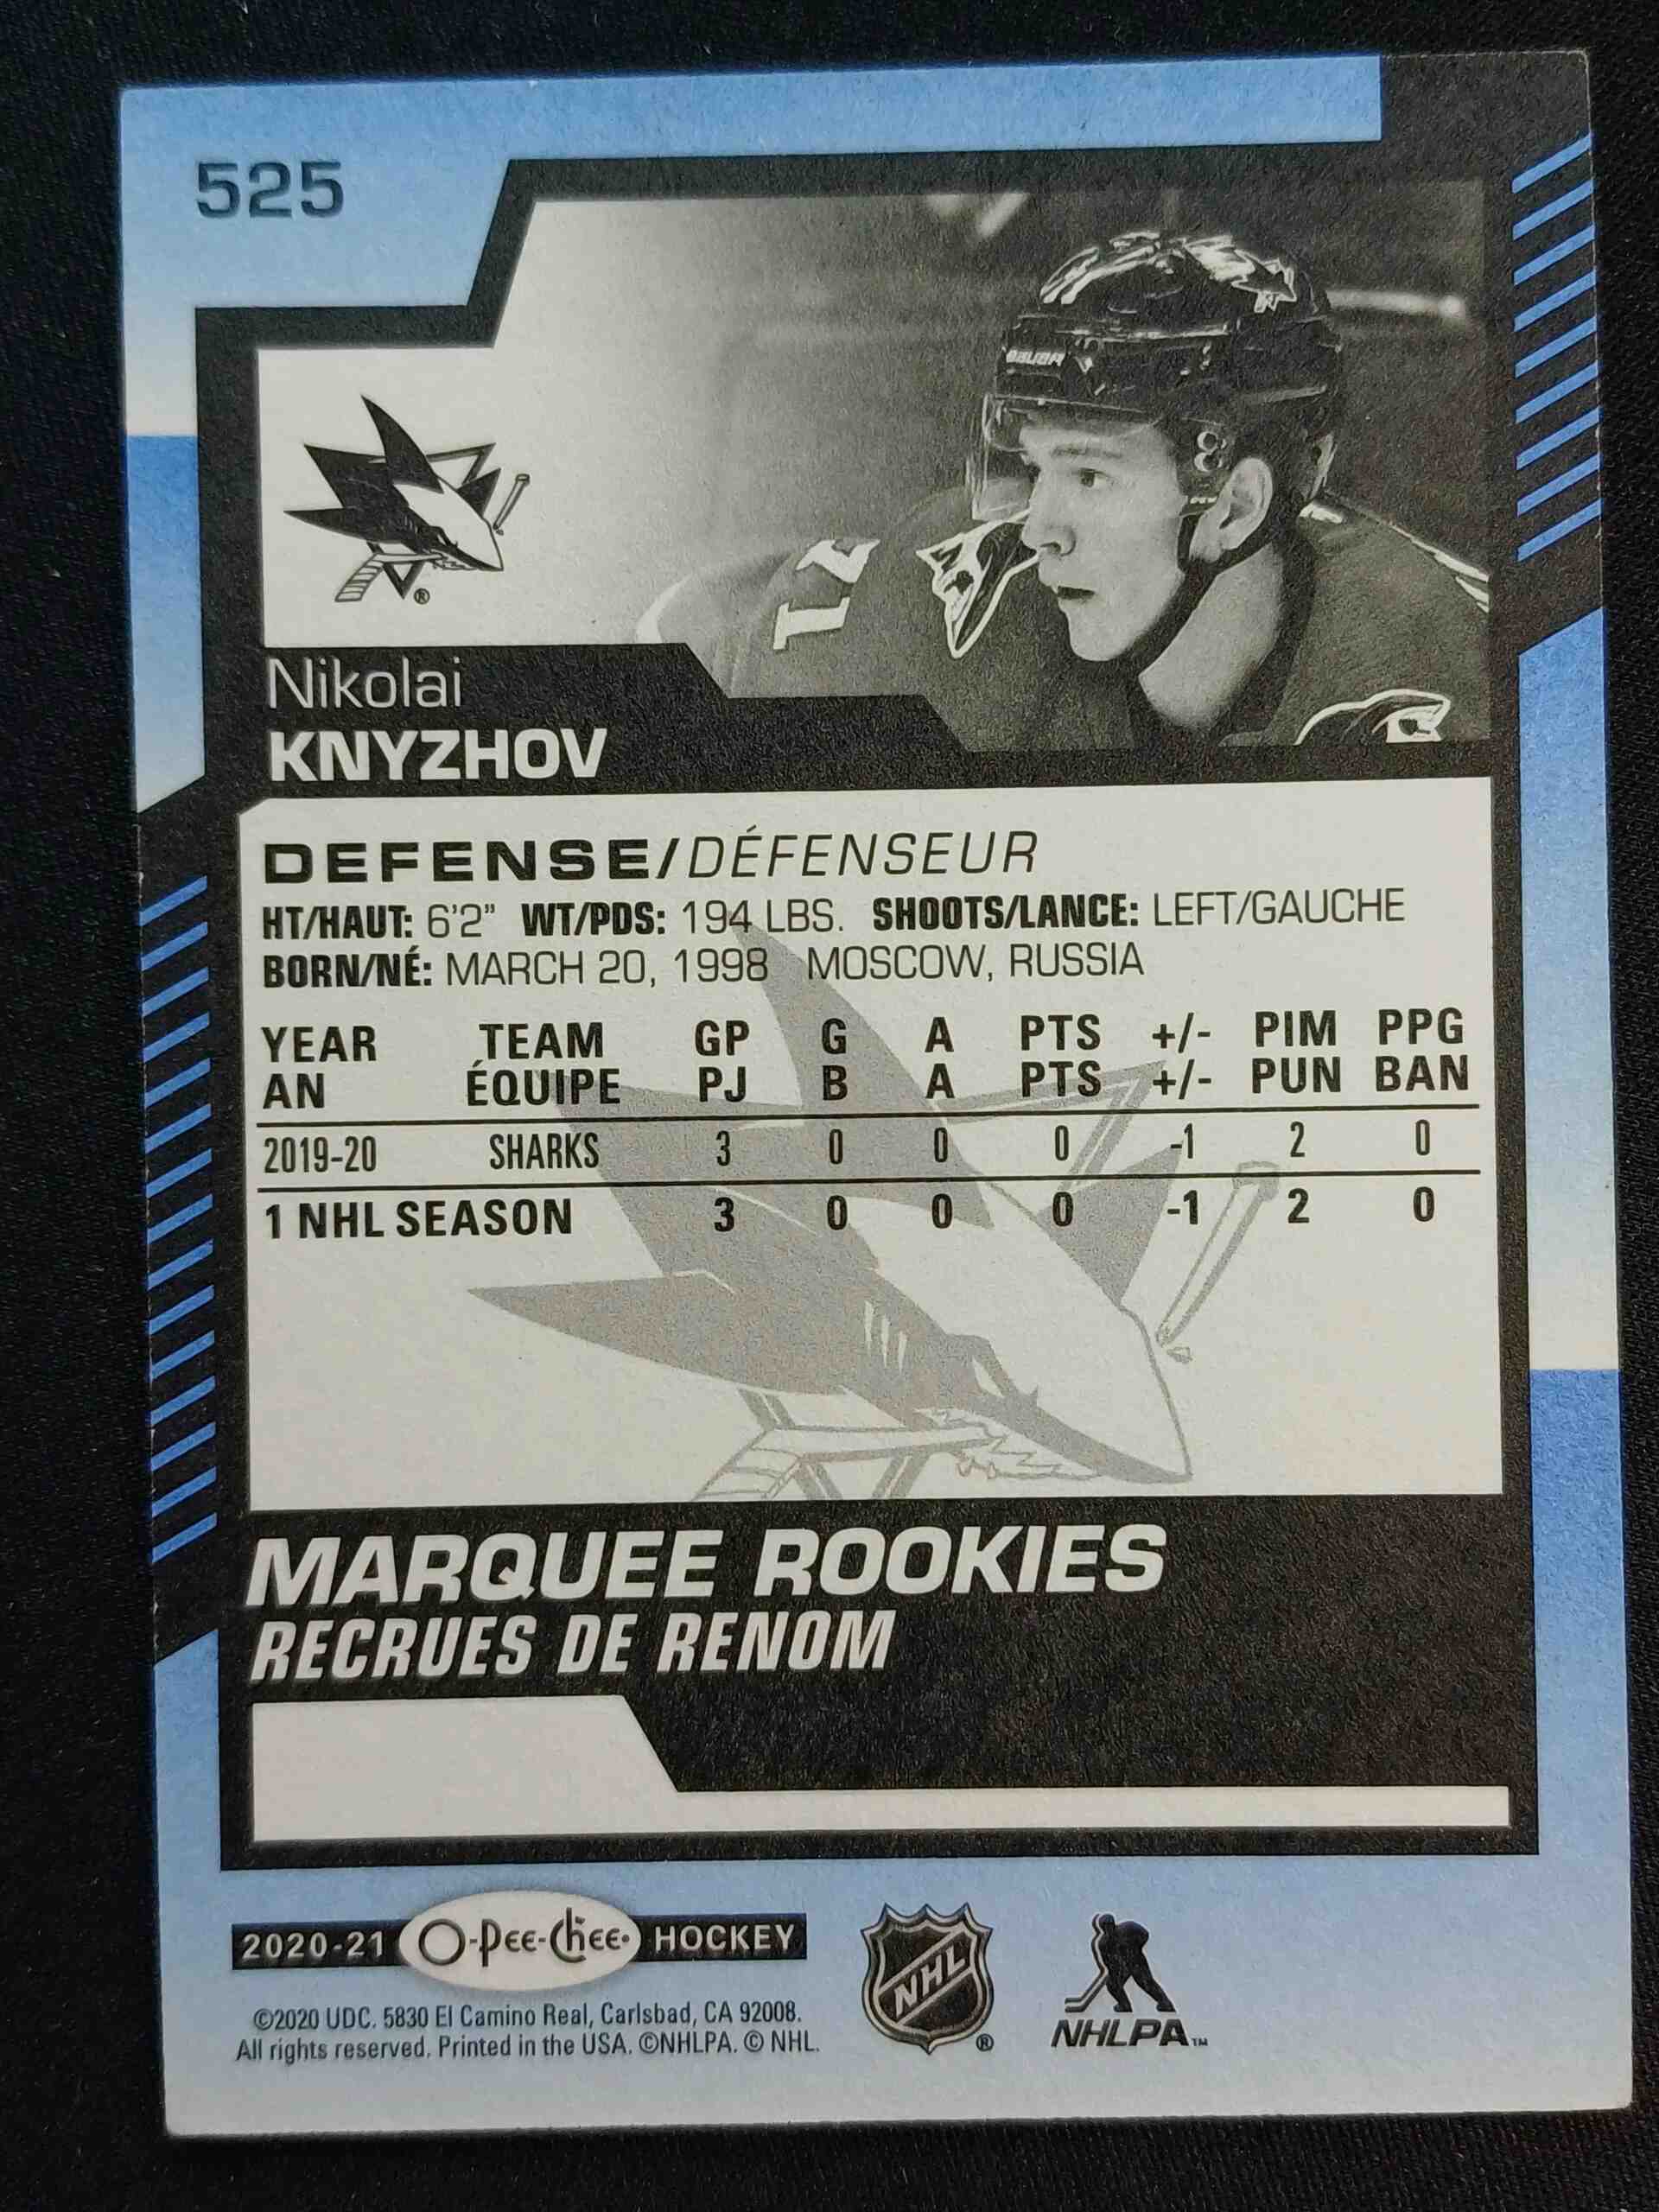 525
BAUER
71
®
Nikolai
KNYZHOV
DEFENSE/DÉFENSEUR
HT/HAUT: 6'2" WT/PDS: 194 LBS. SHOOTS/LANCE: LEFT/GAUCHE
BORN/NÉ: MARCH 20, 1998 MOSCOW, RUSSIA
YEAR TEAM GP G A PTS +/- PIM PPG
AN ÉQUIPE PJ B A PTS +/- PUN BAN
2019-20 SHARKS 3 0 0 0 -1 2 0
1 NHL SEASON 3 0 0 0 -1 2 0
MARQUEE ROOKIES
RECRUES DE RENOM
2020-21 O-Pee-Chee® HOCKEY
©2020 UDC. 5830 El Camino Real, Carlsbad, CA 92008.
All rights reserved. Printed in the USA. ©NHLPA. © NHL.
NHL ®
NHLPA™